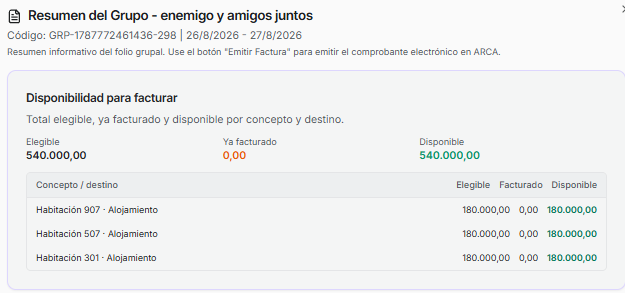 Resumen del Grupo - enemigo y amigos juntos
Código: GRP-1787772461436-298 | 26/8/2026 - 27/8/2026
Resumen informativo del folio grupal. Use el botón "Emitir Factura" para emitir el comprobante electrónico en ARCA.
Disponibilidad para facturar
Total elegible, ya facturado y disponible por concepto y destino.
Elegible Ya facturado Disponible
540.000,00 0,00 540.000,00
Concepto / destino Elegible Facturado Disponible
Habitación 907 · Alojamiento 180.000,00 0,00 180.000,00
Habitación 507 · Alojamiento 180.000,00 0,00 180.000,00
Habitación 301 · Alojamiento 180.000,00 0,00 180.000,00